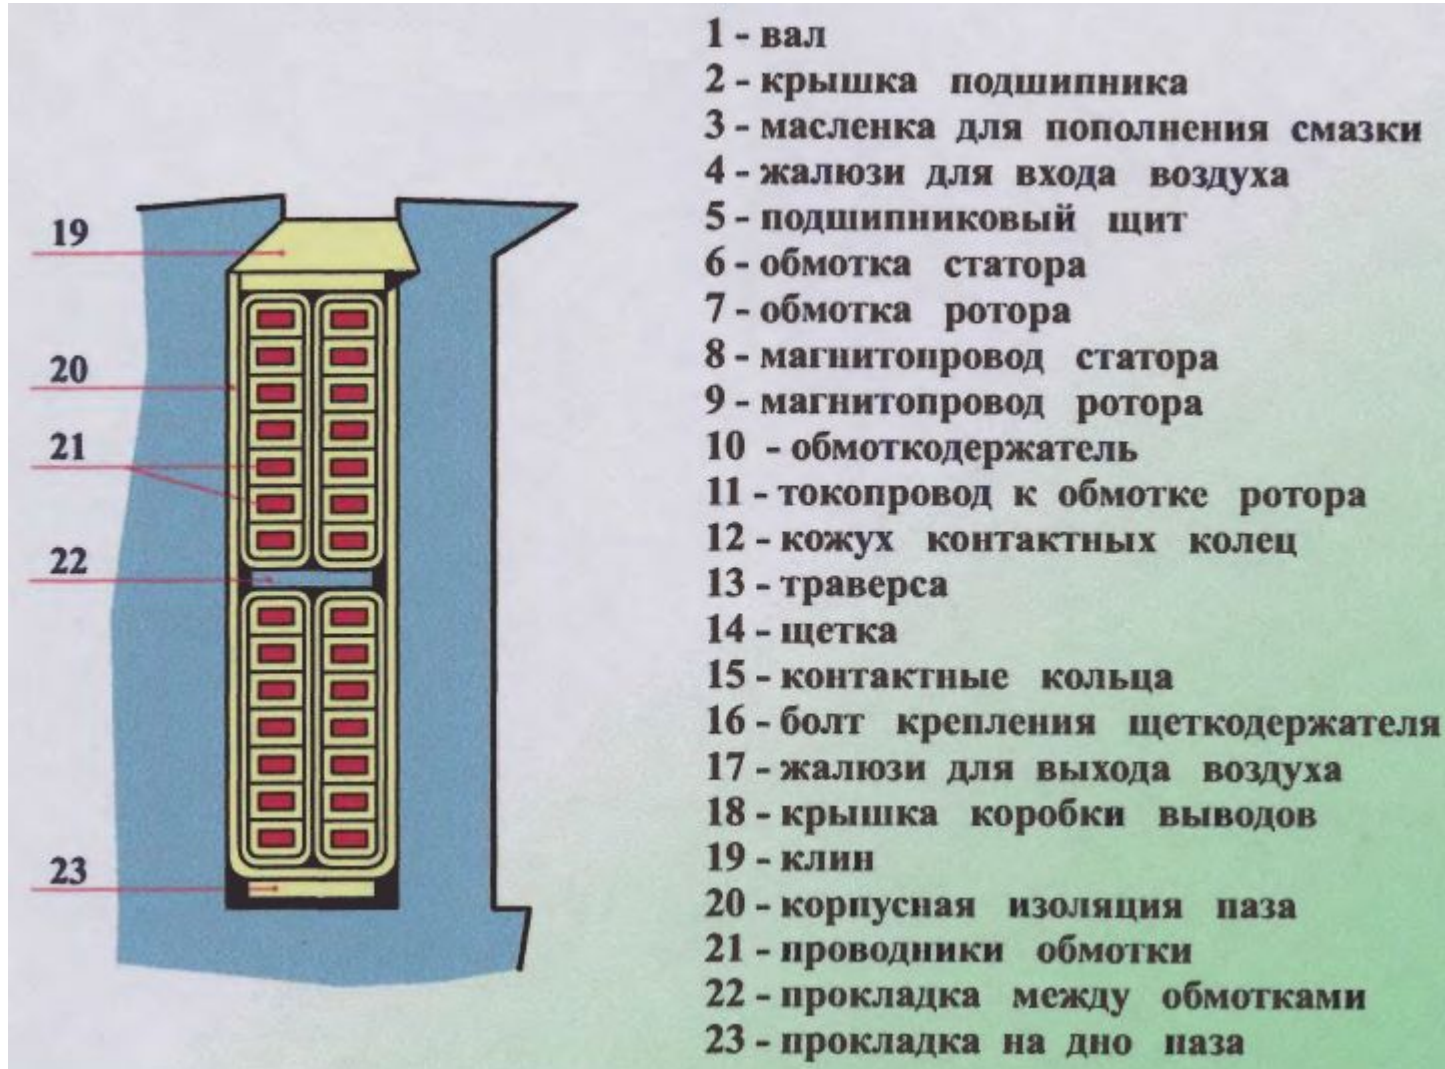 1 - вал
2 - крышка подшипника
3 - масленка для пополнения смазки
4 - жалюзи для входа воздуха
5 - подшипниковый щит
6 - обмотка статора
7 - обмотка ротора
8 - магнитопровод статора
9 - магнитопровод ротора
10 - обмоткодержатель
11 - токопровод к обмотке ротора
12 - кожух контактных колец
13 - траверса
14 - щетка
15 - контактные кольца
16 - болт крепления щеткодержателя
17 - жалюзи для выхода воздуха
18 - крышка коробки выводов
19 - клин
20 - корпусная изоляция паза
21 - проводники обмотки
22 - прокладка между обмотками
23 - прокладка на дно паза
19
20
21
22
23